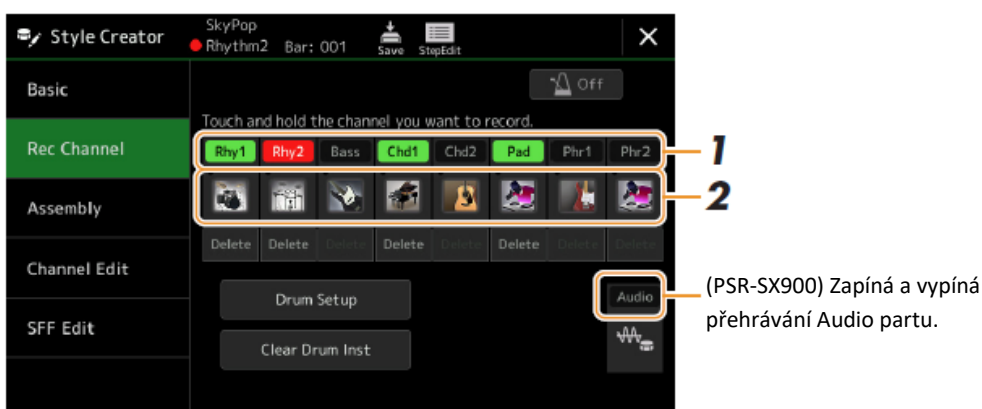 Style Creator
SkyPop
Rhythm2 Bar: 001
Save StepEdit
Basic
Off
Touch and hold the channel you want to record.
Rec Channel
Rhy1 Rhy2 Bass Chd1 Chd2 Pad Phr1 Phr2
1
2
Assembly
Delete Delete Delete Delete Delete Delete Delete Delete
Channel Edit
Drum Setup
Audio
(PSR-SX900) Zapíná a vypíná
přehrávání Audio partu.
SFF Edit
Clear Drum Inst